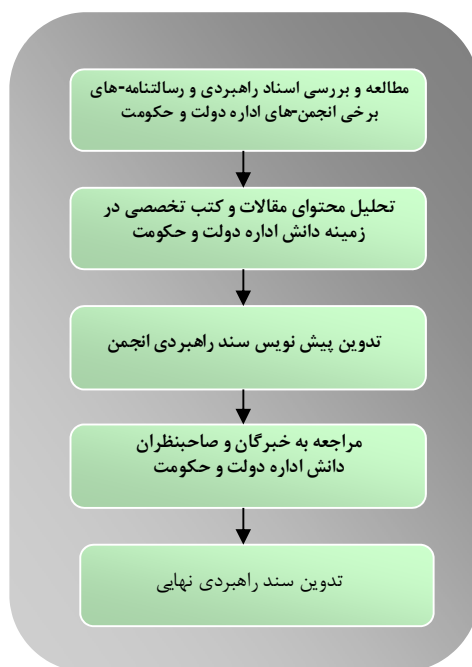 مطالعه و بررسی اسناد راهبردی و رسالتنامه-های
برخی انجمن-های اداره دولت و حکومت
تحلیل محتوای مقالات و کتب تخصصی در
زمینه دانش اداره دولت و حکومت
تدوین پیش نویس سند راهبردی انجمن
مراجعه به خبرگان و صاحبنظران
دانش اداره دولت و حکومت
تدوین سند راهبردی نهایی